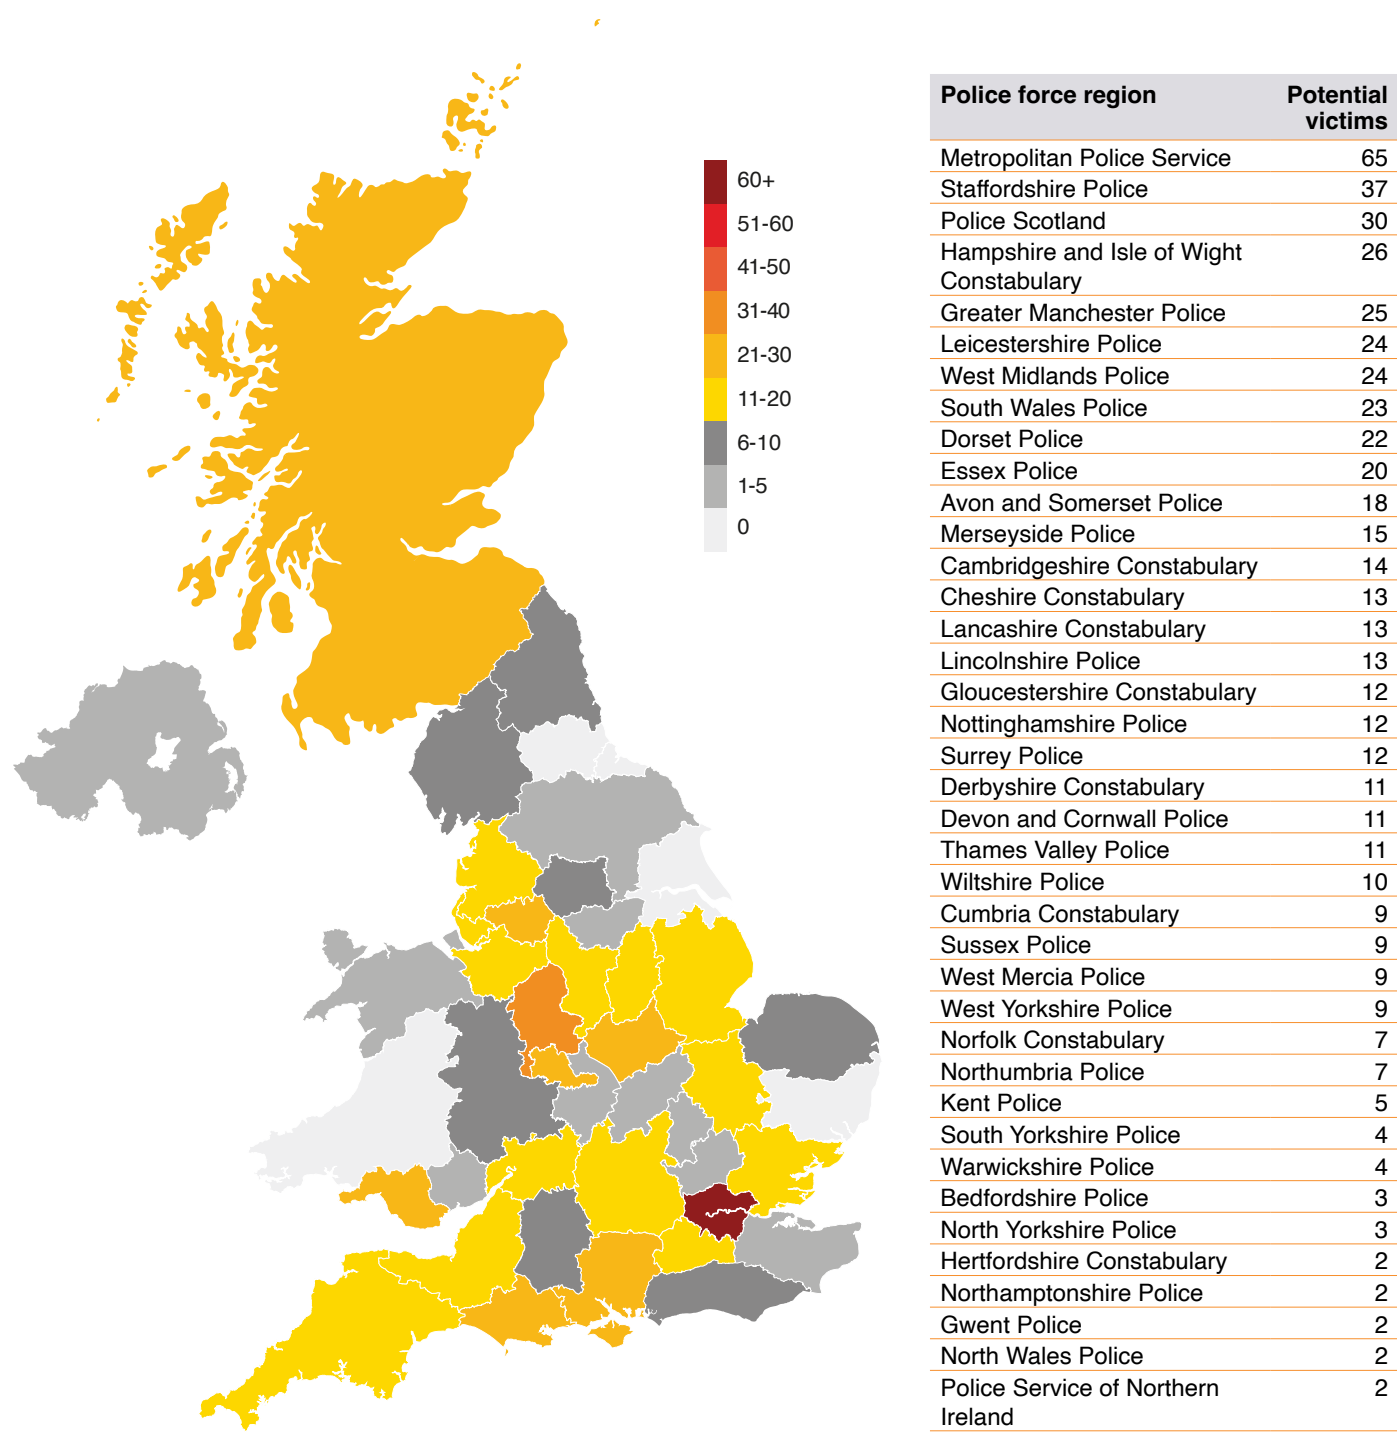 60+
51-60
41-50
31-40
21-30
11-20
6-10
1-5
0
Police force region Potential
victims
Metropolitan Police Service 65
Staffordshire Police 37
Police Scotland 30
Hampshire and Isle of Wight 26
Constabulary
Greater Manchester Police 25
Leicestershire Police 24
West Midlands Police 24
South Wales Police 23
Dorset Police 22
Essex Police 20
Avon and Somerset Police 18
Merseyside Police 15
Cambridgeshire Constabulary 14
Cheshire Constabulary 13
Lancashire Constabulary 13
Lincolnshire Police 13
Gloucestershire Constabulary 12
Nottinghamshire Police 12
Surrey Police 12
Derbyshire Constabulary 11
Devon and Cornwall Police 11
Thames Valley Police 11
Wiltshire Police 10
Cumbria Constabulary 9
Sussex Police 9
West Mercia Police 9
West Yorkshire Police 9
Norfolk Constabulary 7
Northumbria Police 7
Kent Police 5
South Yorkshire Police 4
Warwickshire Police 4
Bedfordshire Police 3
North Yorkshire Police 3
Hertfordshire Constabulary 2
Northamptonshire Police 2
Gwent Police 2
North Wales Police 2
Police Service of Northern 2
Ireland